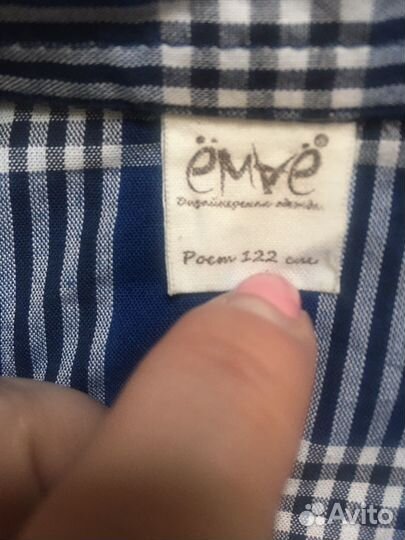 ёмаё
Дизайнерская одежда
Рост 122 см
Avito